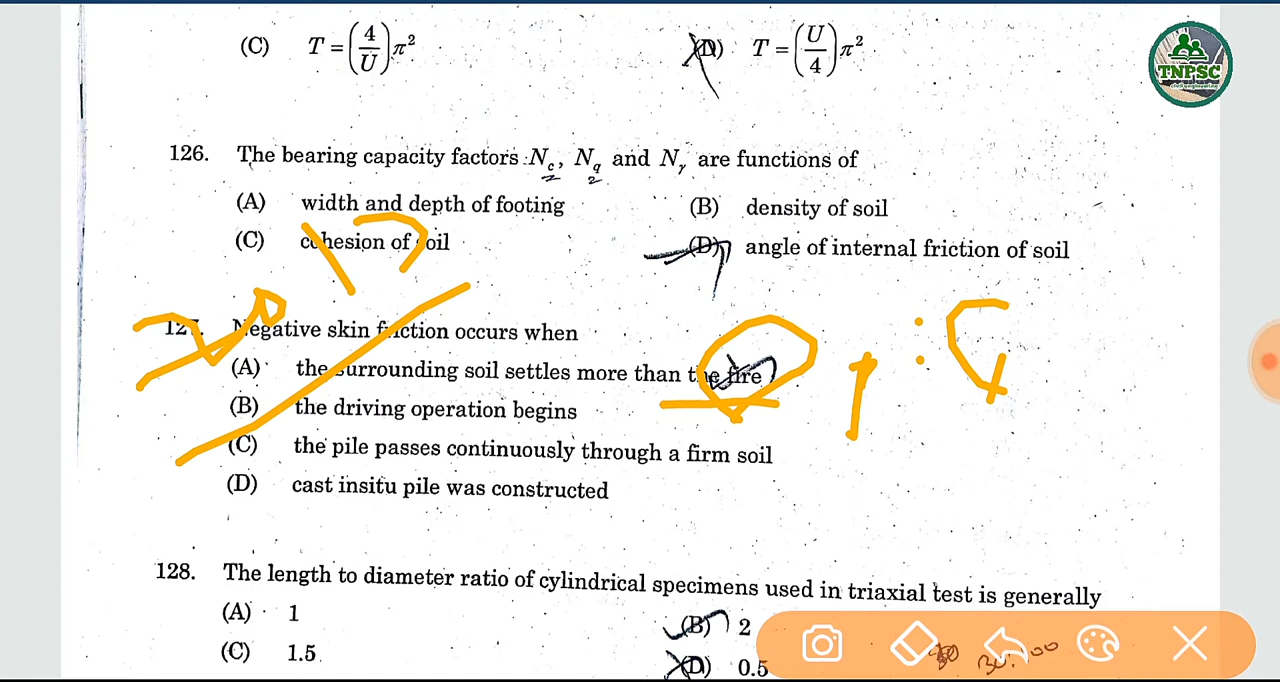 (C) T = (4/U) π² (D) T = (U/4) π²
TNPSC
126. The bearing capacity factors N_c, N_q and N_γ are functions of
(A) width and depth of footing (B) density of soil
(C) cohesion of soil (D) angle of internal friction of soil
127. Negative skin friction occurs when
(A) the surrounding soil settles more than the fire
(B) the driving operation begins
(C) the pile passes continuously through a firm soil
(D) cast insitu pile was constructed
128. The length to diameter ratio of cylindrical specimens used in triaxial test is generally
(A) 1 (B) 2
(C) 1.5 (D) 0.5